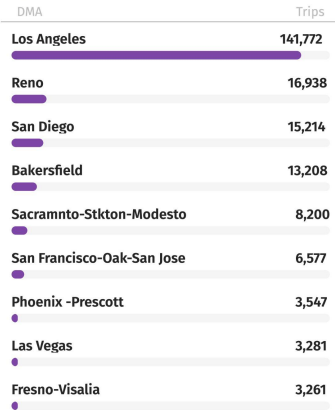 DMA Trips
Los Angeles 141,772
Reno 16,938
San Diego 15,214
Bakersfield 13,208
Sacramnto-Stkton-Modesto 8,200
San Francisco-Oak-San Jose 6,577
Phoenix -Prescott 3,547
Las Vegas 3,281
Fresno-Visalia 3,261